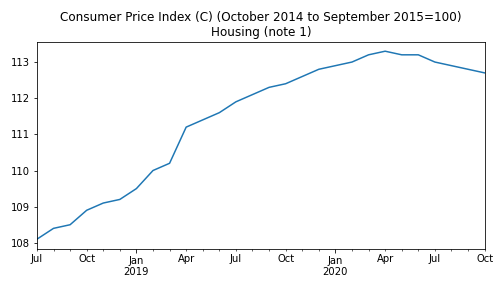 Consumer Price Index (C) (October 2014 to September 2015=100)
Housing (note 1)
113
112
111
110
109
108
Jul Oct Jan Apr Jul Oct Jan Apr Jul Oct
2019 2020